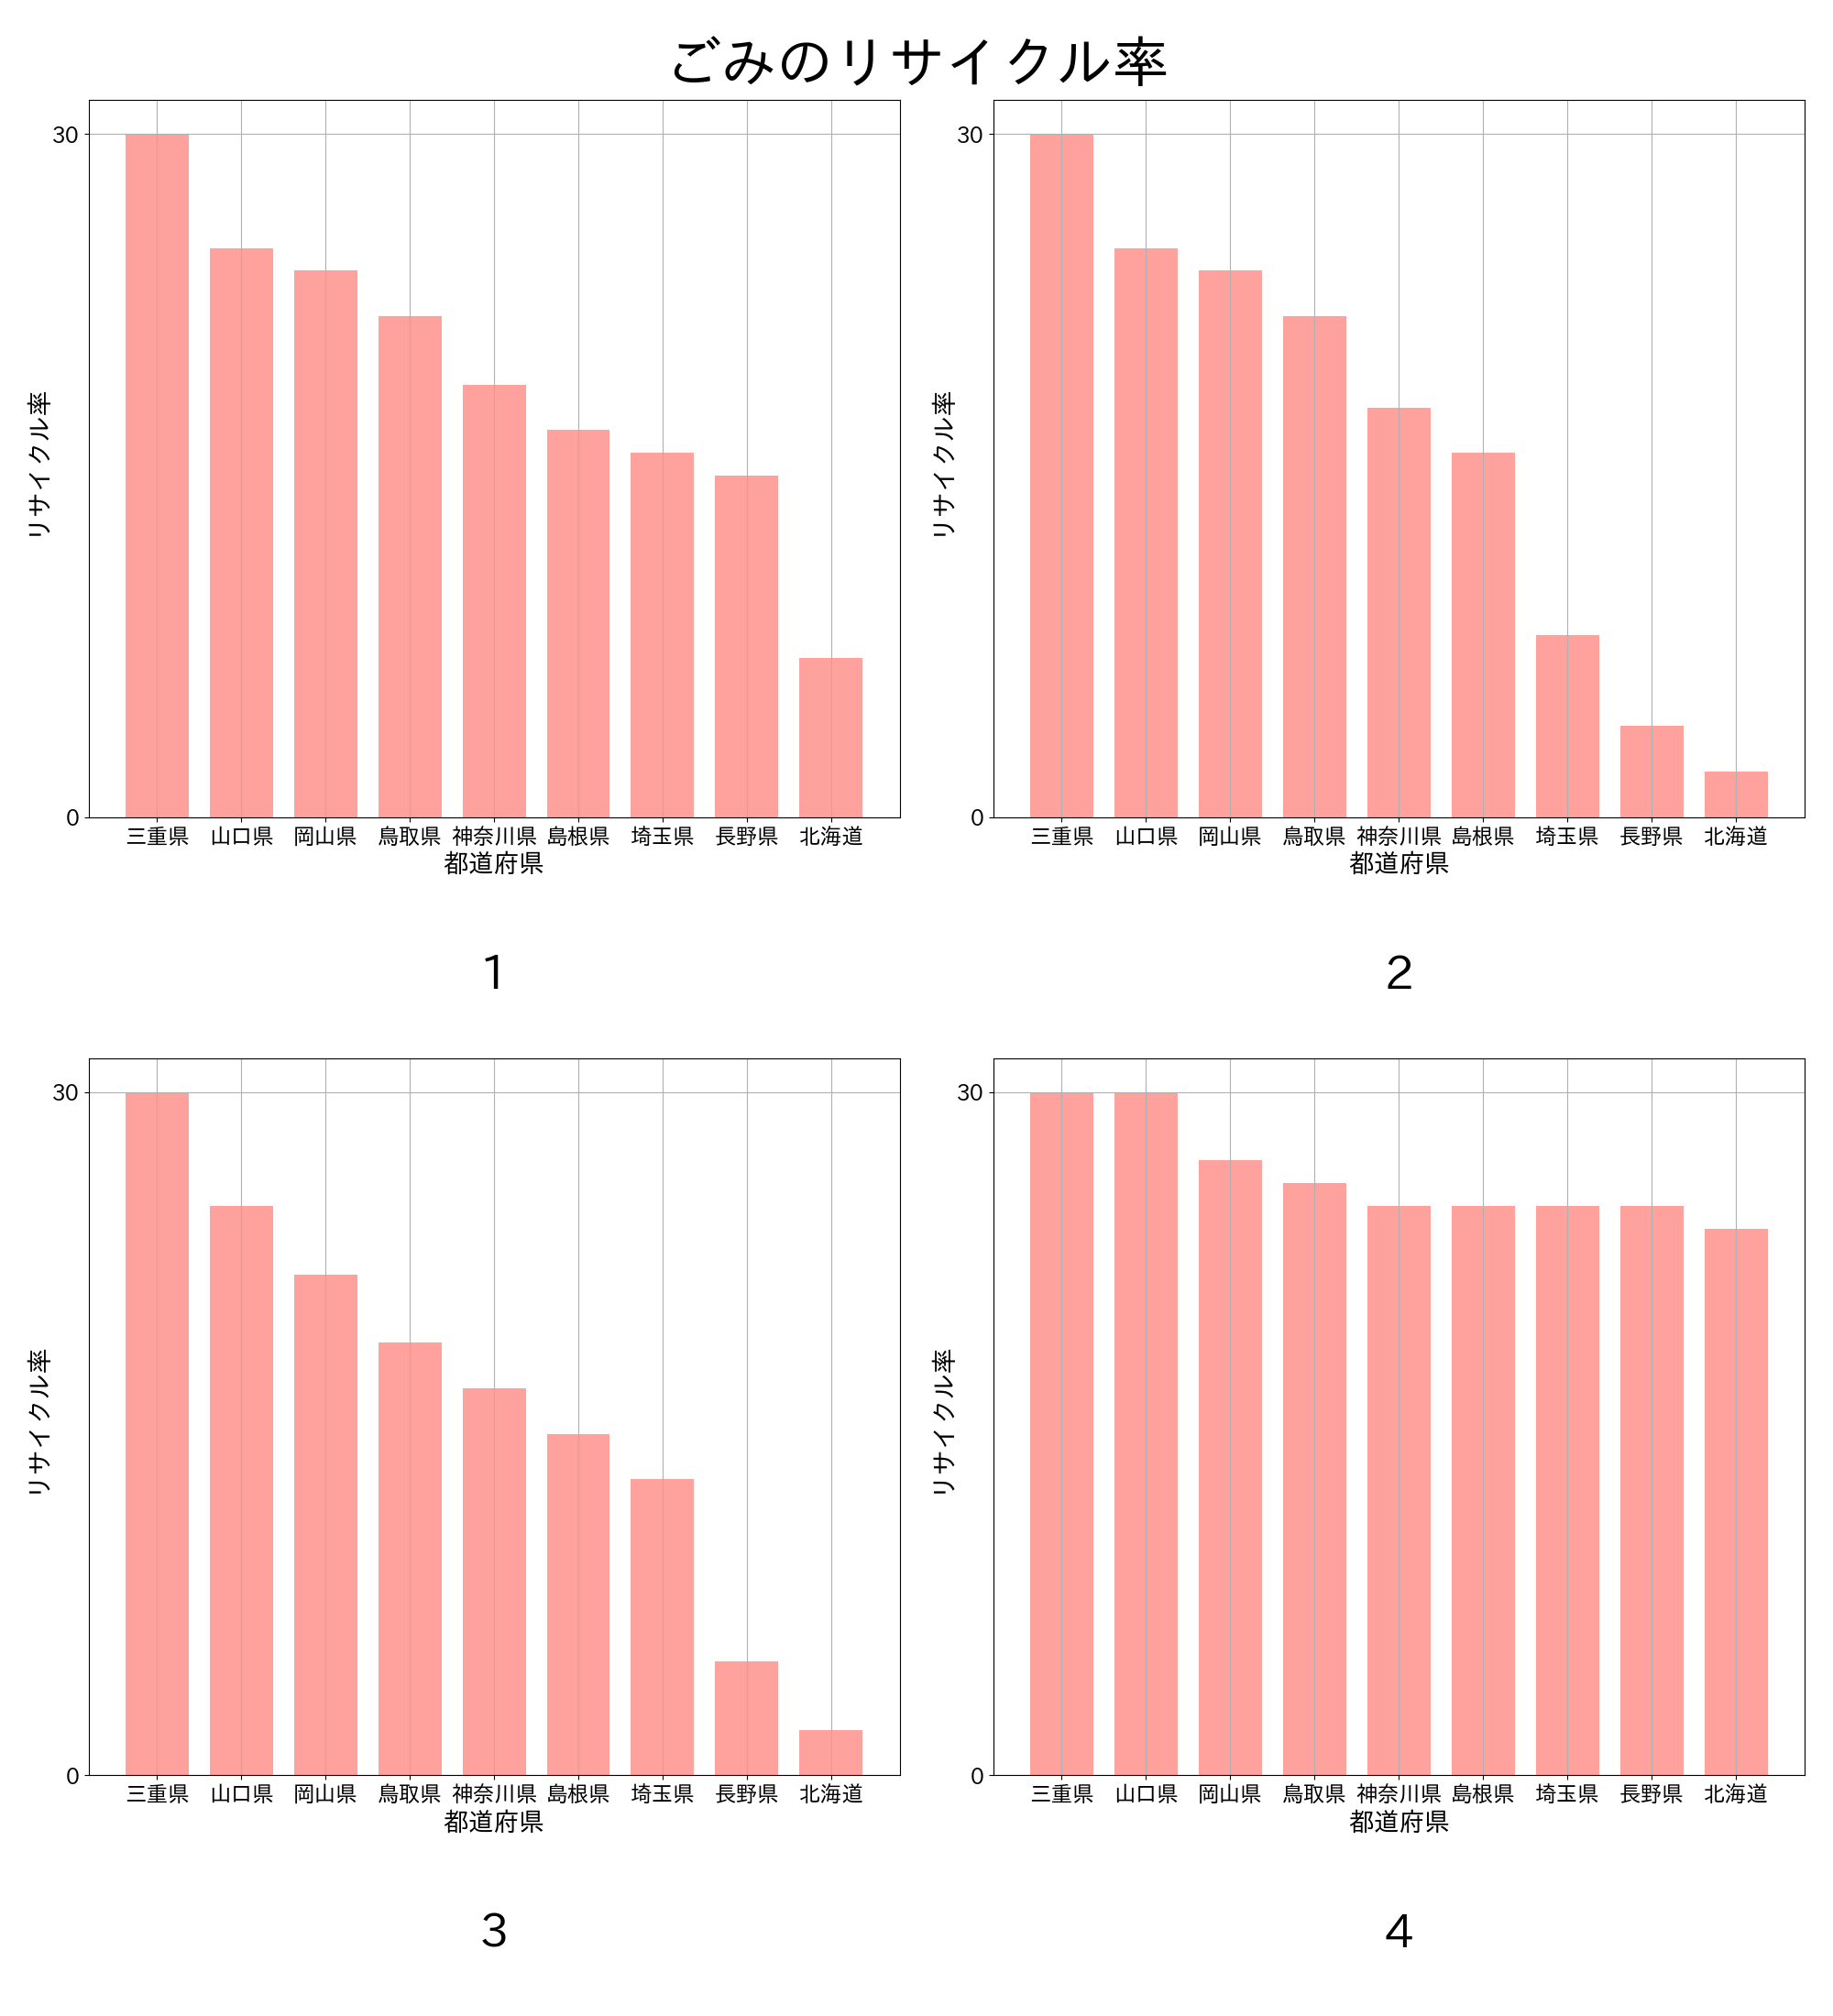 ごみのリサイクル率
30
0
リサイクル率
三重県 山口県 岡山県 鳥取県 神奈川県 島根県 埼玉県 長野県 北海道
都道府県
1
30
0
リサイクル率
三重県 山口県 岡山県 鳥取県 神奈川県 島根県 埼玉県 長野県 北海道
都道府県
2
30
0
リサイクル率
三重県 山口県 岡山県 鳥取県 神奈川県 島根県 埼玉県 長野県 北海道
都道府県
3
30
0
リサイクル率
三重県 山口県 岡山県 鳥取県 神奈川県 島根県 埼玉県 長野県 北海道
都道府県
4